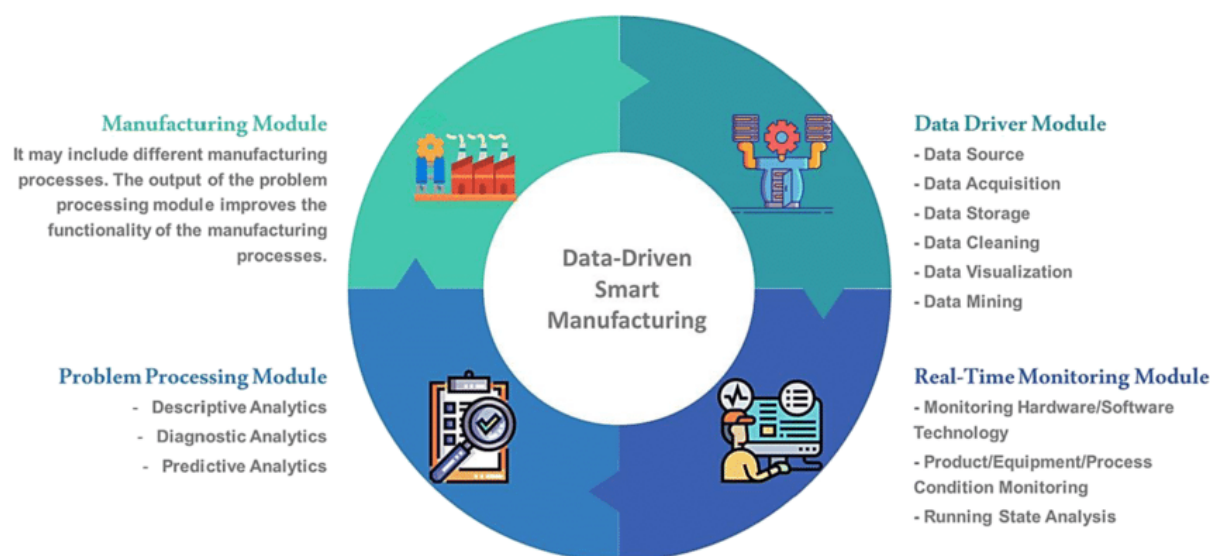 Manufacturing Module
It may include different manufacturing
processes. The output of the problem
processing module improves the
functionality of the manufacturing
processes.
Data Driver Module
- Data Source
- Data Acquisition
- Data Storage
- Data Cleaning
- Data Visualization
- Data Mining
Data-Driven
Smart
Manufacturing
Problem Processing Module
- Descriptive Analytics
- Diagnostic Analytics
- Predictive Analytics
Real-Time Monitoring Module
- Monitoring Hardware/Software
Technology
- Product/Equipment/Process
Condition Monitoring
- Running State Analysis